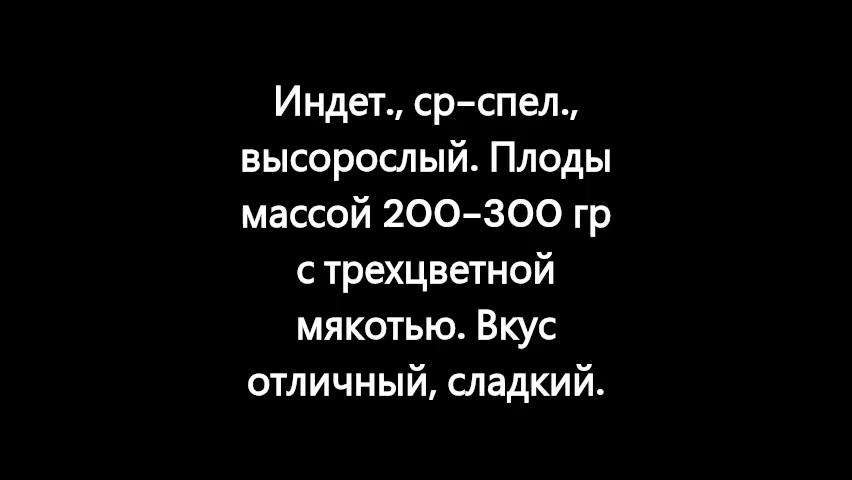 Индет., ср-спел.,
высорослый. Плоды
массой 200-300 гр
с трехцветной
мякотью. Вкус
отличный, сладкий.